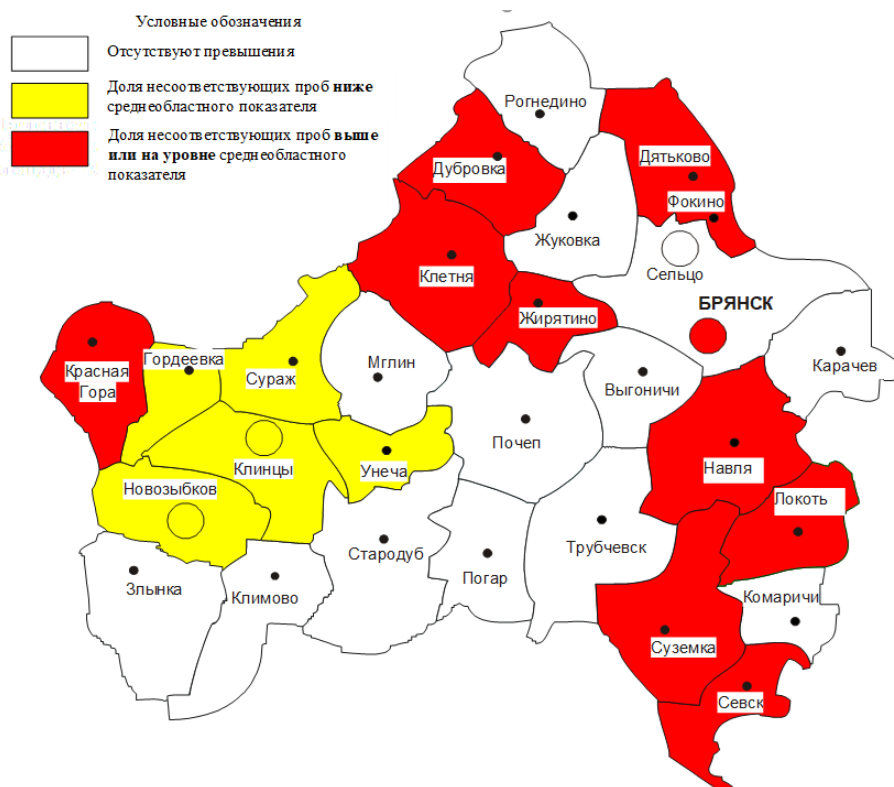 Условные обозначения
Отсутствуют превышения
Доля несоответствующих проб ниже
среднеобластного показателя
Доля несоответствующих проб выше
или на уровне среднеобластного
показателя
Рогнедино
Дубровка
Дятьково
Фокино
Жуковка
Клетня
Сельцо
БРЯНСК
Жирятино
Красная
Гора
Гордеевка
Сураж
Мглин
Выгоничи
Карачев
Почеп
Клинцы
Унеча
Навля
Новозыбков
Локоть
Стародуб
Трубчевск
Погар
Злынка
Климово
Комаричи
Суземка
Севск